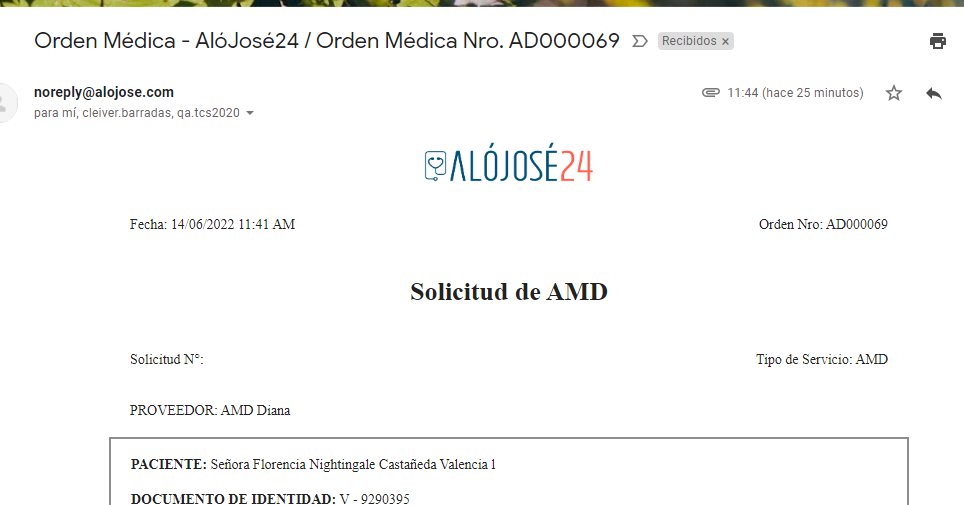 Orden Médica - AlóJosé24 / Orden Médica Nro. AD000069 Recibidos ×
noreply@alojose.com 11:44 (hace 25 minutos)
para mí, cleiver.barradas, qa.tcs2020
ALÓJOSÉ24
Fecha: 14/06/2022 11:41 AM Orden Nro: AD000069
Solicitud de AMD
Solicitud N°: Tipo de Servicio: AMD
PROVEEDOR: AMD Diana
PACIENTE: Señora Florencia Nightingale Castañeda Valencia 1
DOCUMENTO DE IDENTIDAD: V - 9290395